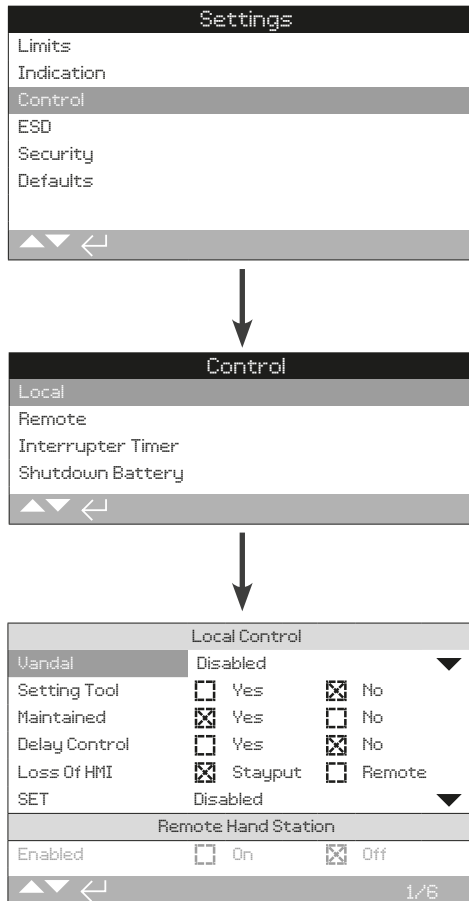 Settings
Limits
Indication
Control
ESD
Security
Defaults
Control
Local
Remote
Interrupter Timer
Shutdown Battery
Local Control
Vandal Disabled
Setting Tool Yes No
Maintained Yes No
Delay Control Yes No
Loss Of HMI Stayput Remote
SET Disabled
Remote Hand Station
Enabled On Off
1/6